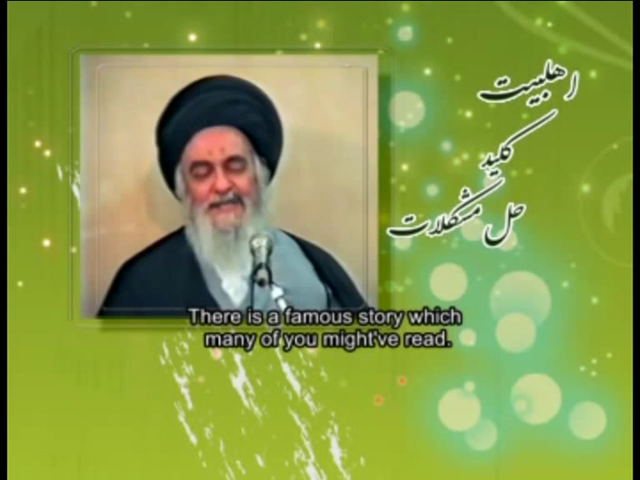 اهلبیت
کلید
حل مشکلات
There is a famous story which
many of you might've read.